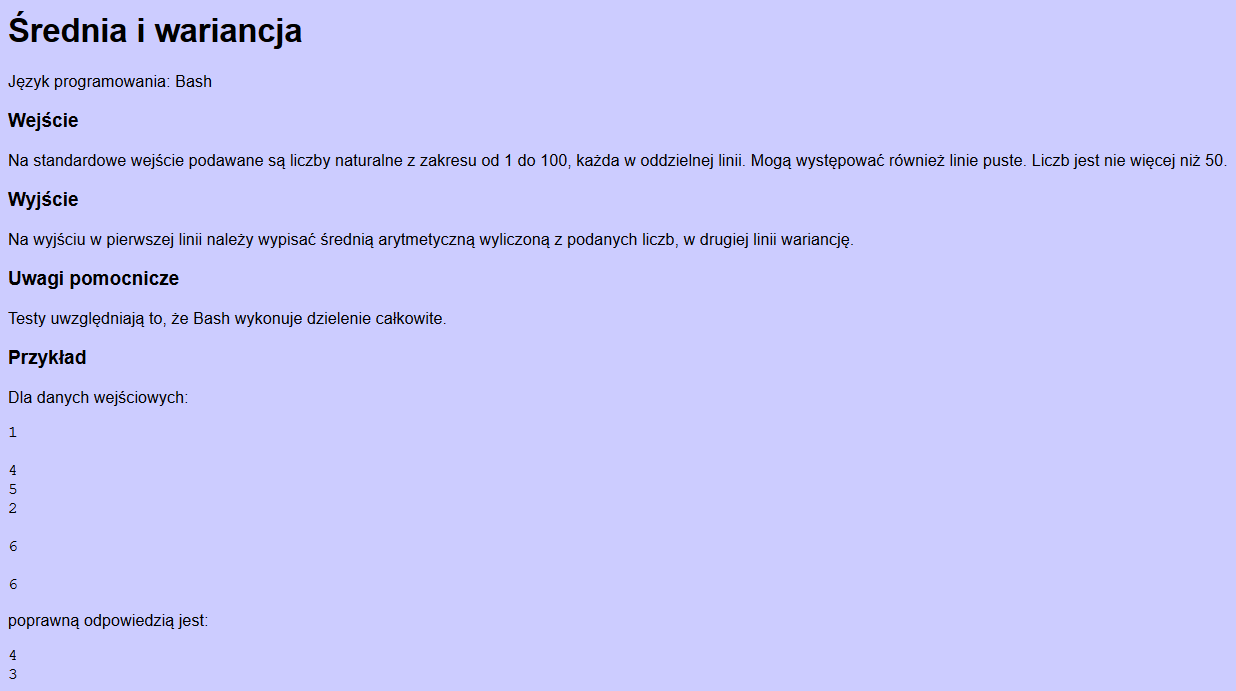 Średnia i wariancja
Język programowania: Bash
Wejście
Na standardowe wejście podawane są liczby naturalne z zakresu od 1 do 100, każda w oddzielnej linii. Mogą występować również linie puste. Liczb jest nie więcej niż 50.
Wyjście
Na wyjściu w pierwszej linii należy wypisać średnią arytmetyczną wyliczoną z podanych liczb, w drugiej linii wariancję.
Uwagi pomocnicze
Testy uwzględniają to, że Bash wykonuje dzielenie całkowite.
Przykład
Dla danych wejściowych:
1
4
5
2
6
6
poprawną odpowiedzią jest:
4
3